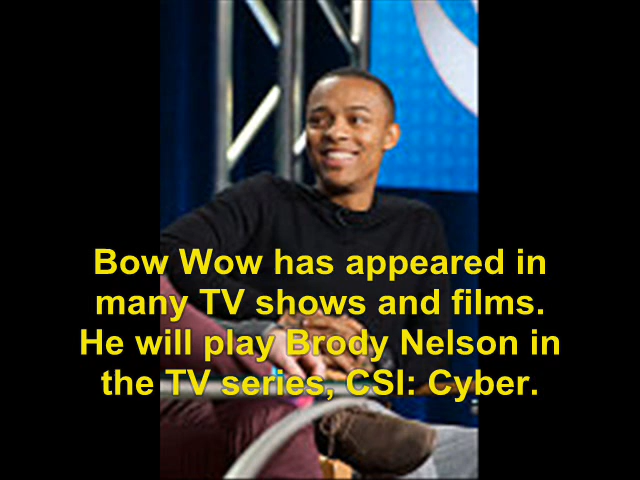 Bow Wow has appeared in
many TV shows and films.
He will play Brody Nelson in
the TV series, CSI: Cyber.